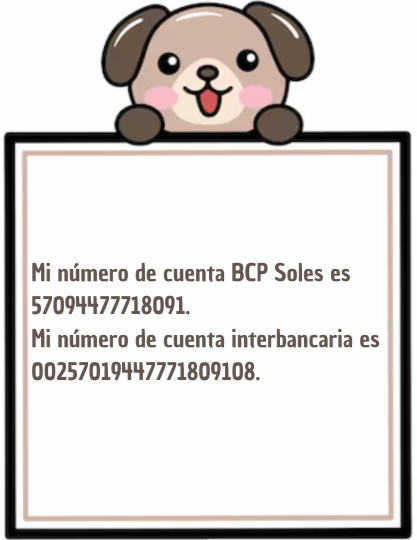 Mi número de cuenta BCP Soles es
57094477718091.
Mi número de cuenta interbancaria es
00257019447771809108.